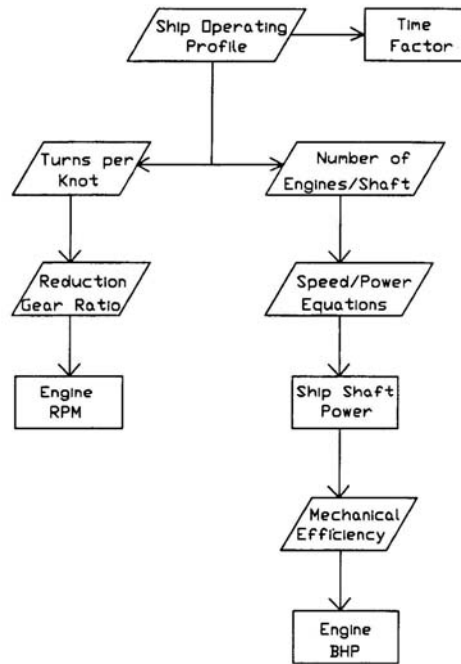 Ship Operating
Profile
Time
Factor
Turns per
Knot
Number of
Engines/Shaft
Reduction
Gear Ratio
Speed/Power
Equations
Engine
RPM
Ship Shaft
Power
Mechanical
Efficiency
Engine
BHP